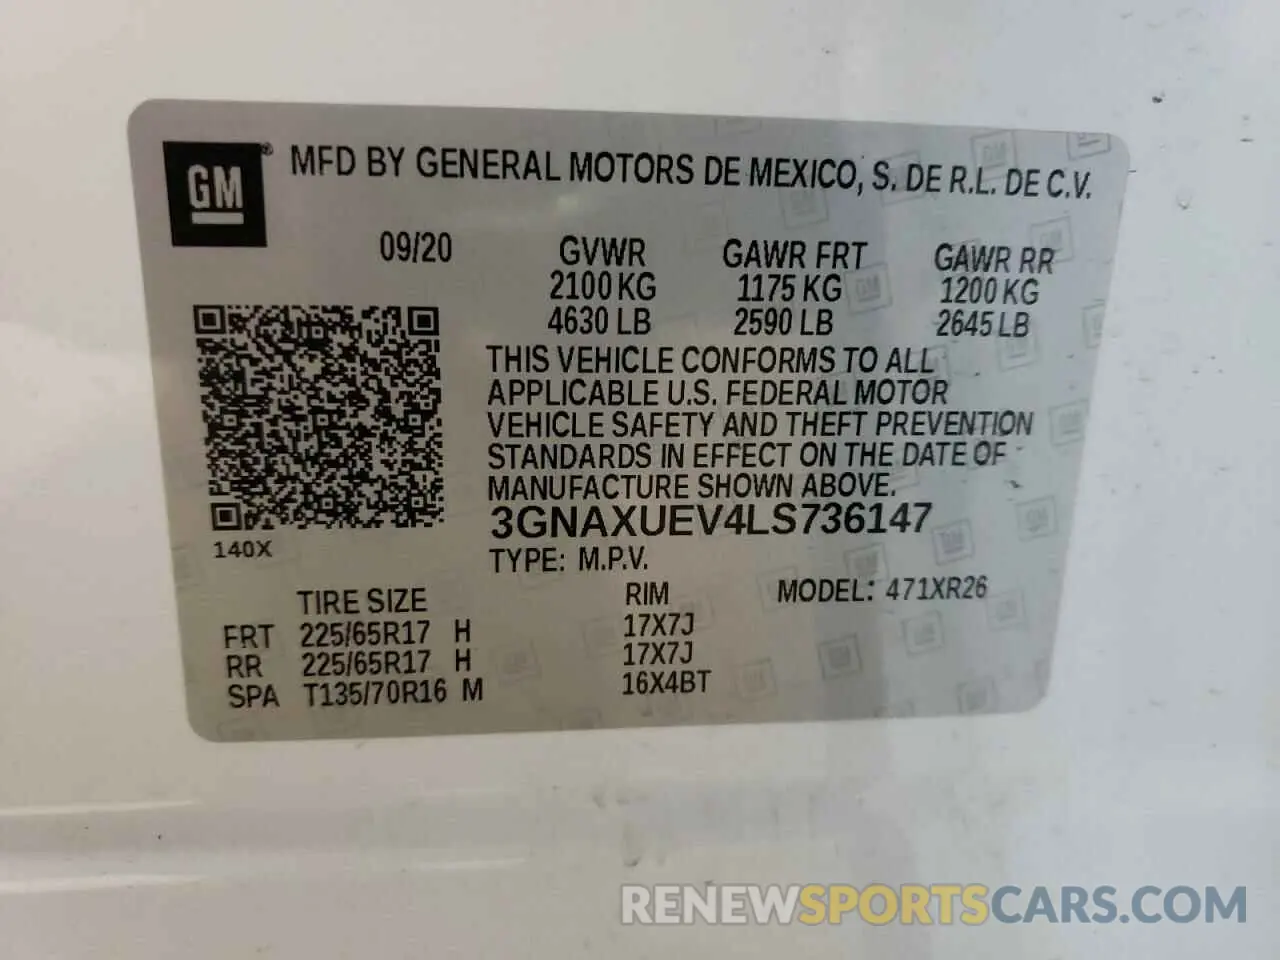 GM® MFD BY GENERAL MOTORS DE MEXICO, S. DE R.L. DE C.V.
09/20 GVWR GAWR FRT GAWR RR
2100 KG 1175 KG 1200 KG
4630 LB 2590 LB 2645 LB
THIS VEHICLE CONFORMS TO ALL
APPLICABLE U.S. FEDERAL MOTOR
VEHICLE SAFETY AND THEFT PREVENTION
STANDARDS IN EFFECT ON THE DATE OF
MANUFACTURE SHOWN ABOVE.
3GNAXUEV4LS736147
140X
TYPE: M.P.V.
TIRE SIZE RIM MODEL: 471XR26
FRT 225/65R17 H 17X7J
RR 225/65R17 H 17X7J
SPA T135/70R16 M 16X4BT
RENEWSPORTSCARS.COM